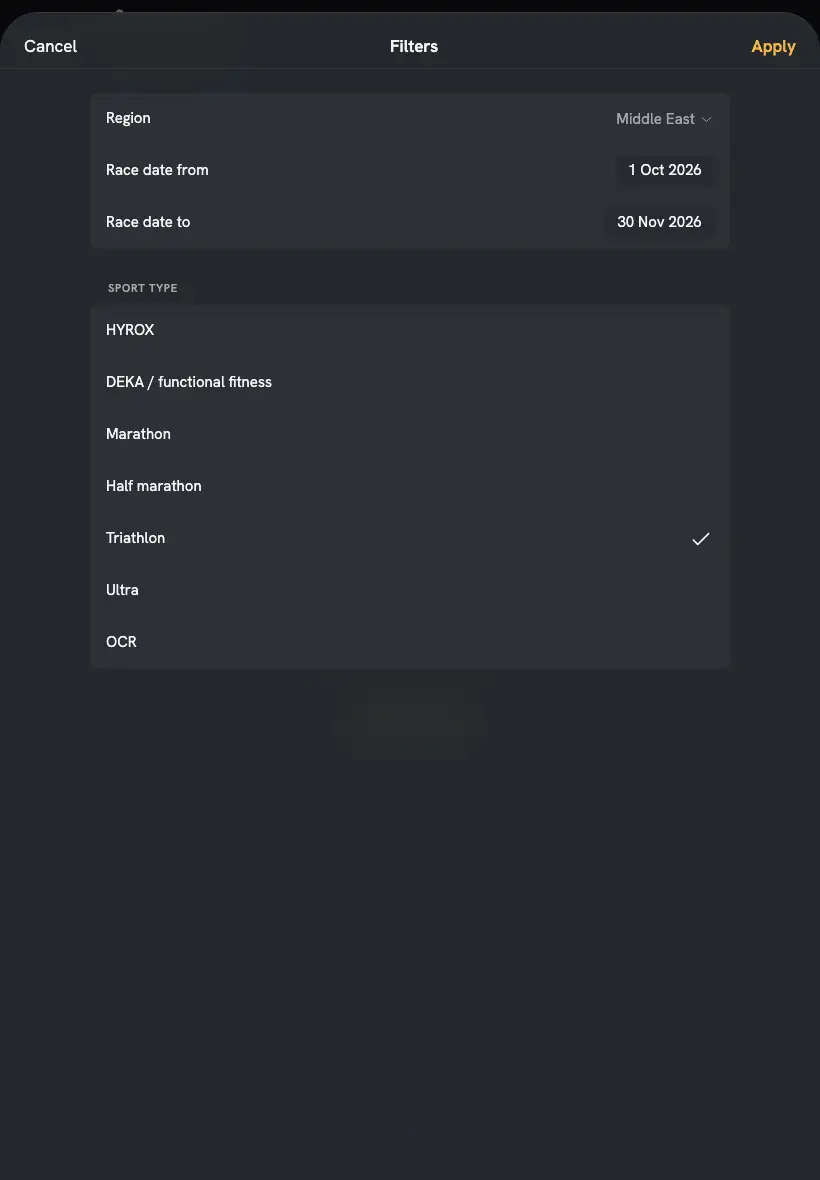 Cancel Filters Apply
Region Middle East
Race date from 1 Oct 2026
Race date to 30 Nov 2026
SPORT TYPE
HYROX
DEKA / functional fitness
Marathon
Half marathon
Triathlon
Ultra
OCR